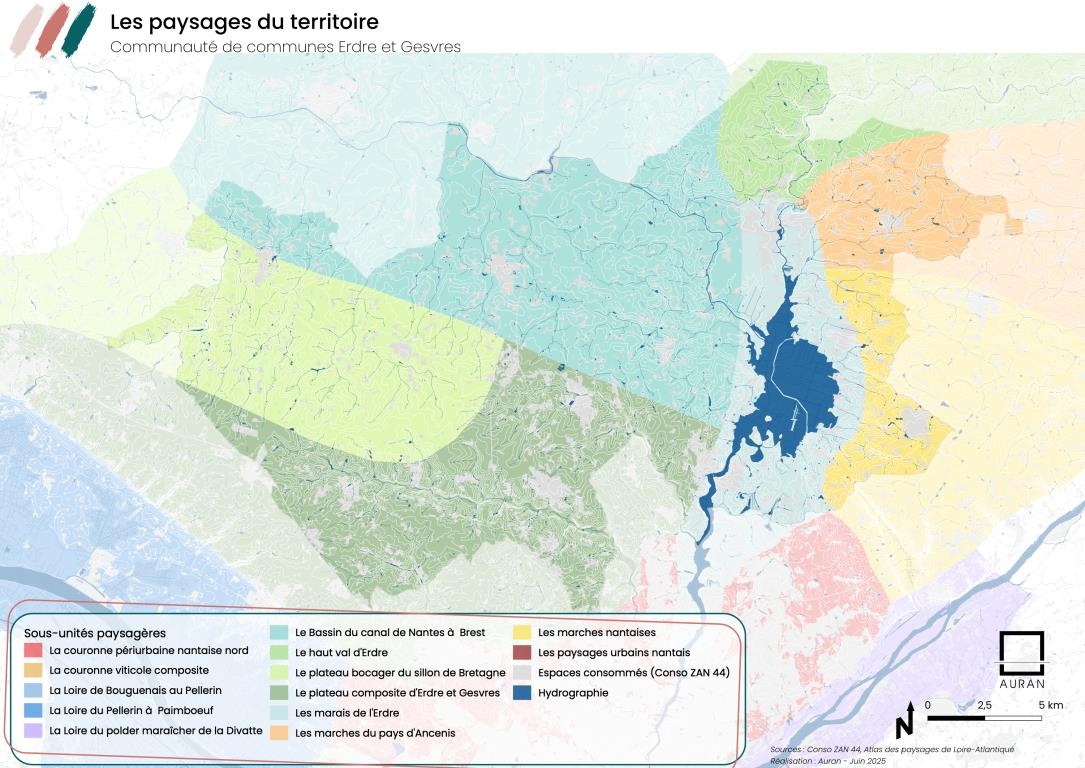 Les paysages du territoire
Communauté de communes Erdre et Gesvres
Sous-unités paysagères
La couronne périurbaine nantaise nord
La couronne viticole composite
La Loire de Bouguenais au Pellerin
La Loire du Pellerin à Paimboeuf
La Loire du polder maraîcher de la Divatte
Le Bassin du canal de Nantes à Brest
Le haut val d'Erdre
Le plateau bocager du sillon de Bretagne
Le plateau composite d'Erdre et Gesvres
Les marais de l'Erdre
Les marches du pays d'Ancenis
Les marches nantaises
Les paysages urbains nantais
Espaces consommés (Conso ZAN 44)
Hydrographie
AURAN
0 2,5 5 km
N
Sources : Conso ZAN 44, Atlas des paysages de Loire-Atlantique
Réalisation : Auran - Juin 2025